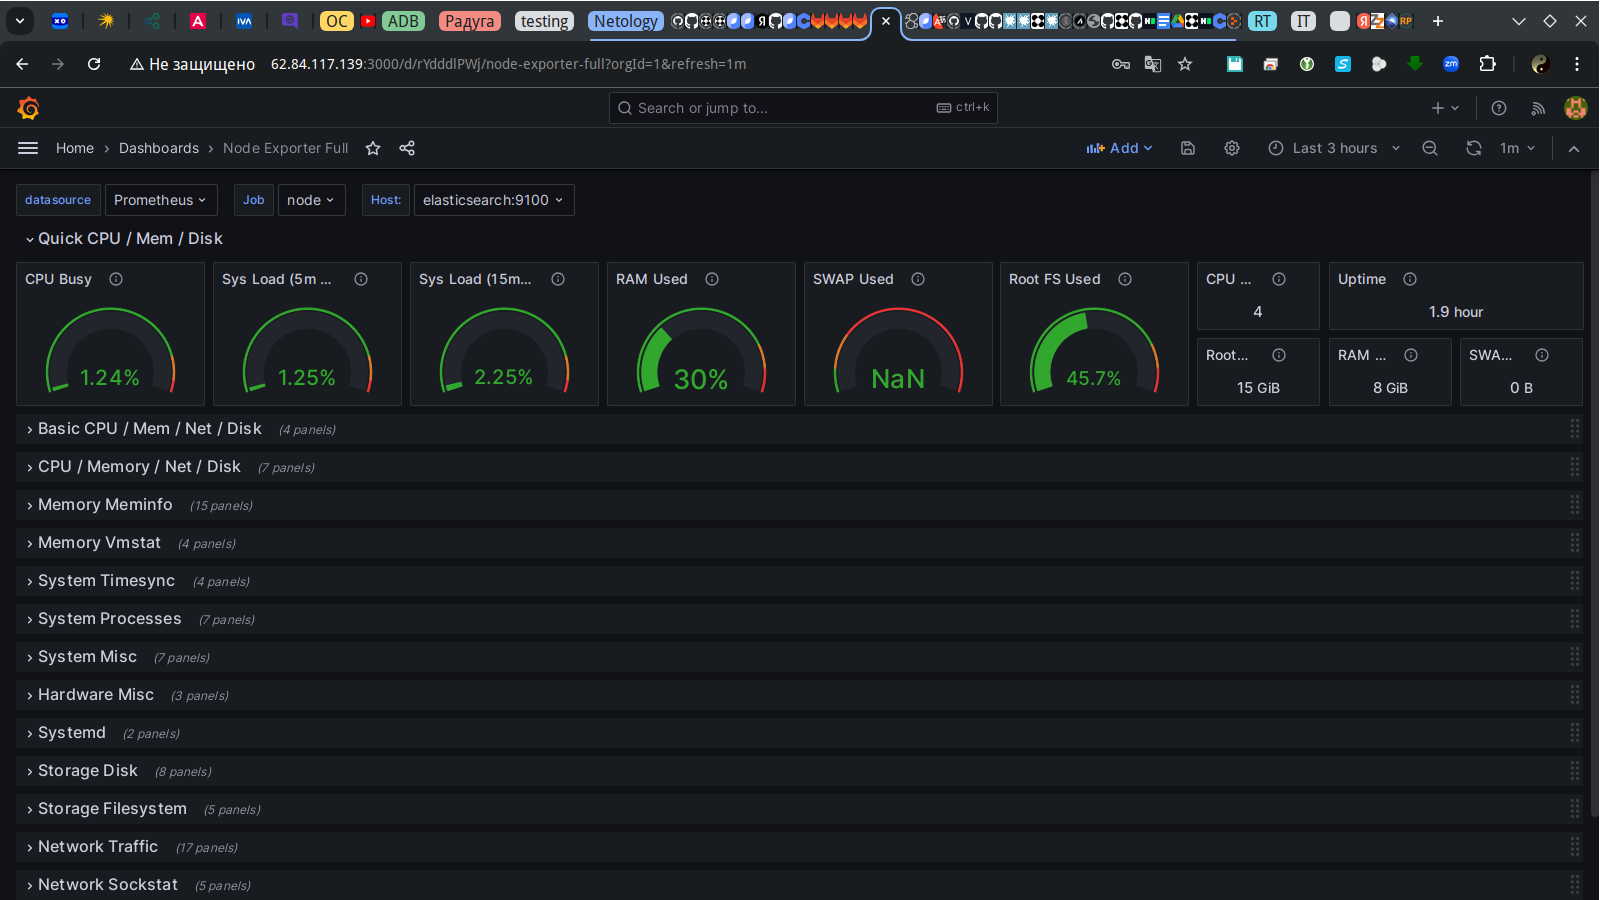 OC ADB Радуга testing Netology RT IT RP
Не защищено 62.84.117.139:3000/d/rYdddlPWj/node-exporter-full?orgId=1&refresh=1m
Search or jump to... ctrl+k
Home › Dashboards › Node Exporter Full Add Last 3 hours 1m
datasource Prometheus Job node Host: elasticsearch:9100
Quick CPU / Mem / Disk
CPU Busy Sys Load (5m ... Sys Load (15m... RAM Used SWAP Used Root FS Used CPU ... Uptime
4 1.9 hour
Root... RAM ... SWA...
1.24% 1.25% 2.25% 30% NaN 45.7% 15 GiB 8 GiB 0 B
Basic CPU / Mem / Net / Disk (4 panels)
CPU / Memory / Net / Disk (7 panels)
Memory Meminfo (15 panels)
Memory Vmstat (4 panels)
System Timesync (4 panels)
System Processes (7 panels)
System Misc (7 panels)
Hardware Misc (3 panels)
Systemd (2 panels)
Storage Disk (8 panels)
Storage Filesystem (5 panels)
Network Traffic (17 panels)
Network Sockstat (5 panels)